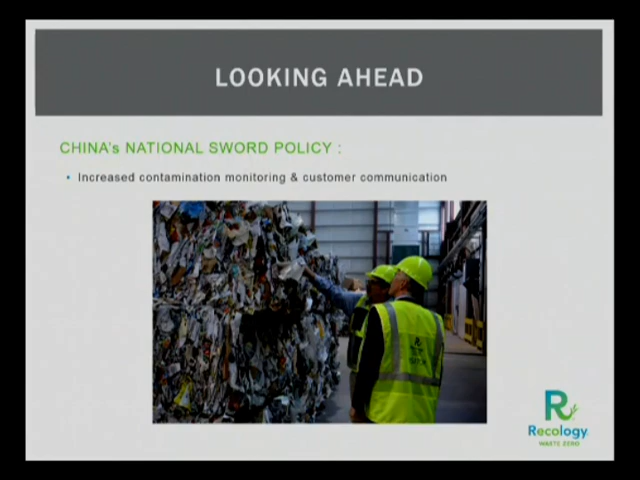 LOOKING AHEAD
CHINA's NATIONAL SWORD POLICY :
• Increased contamination monitoring & customer communication
R
Recology
WASTE ZERO